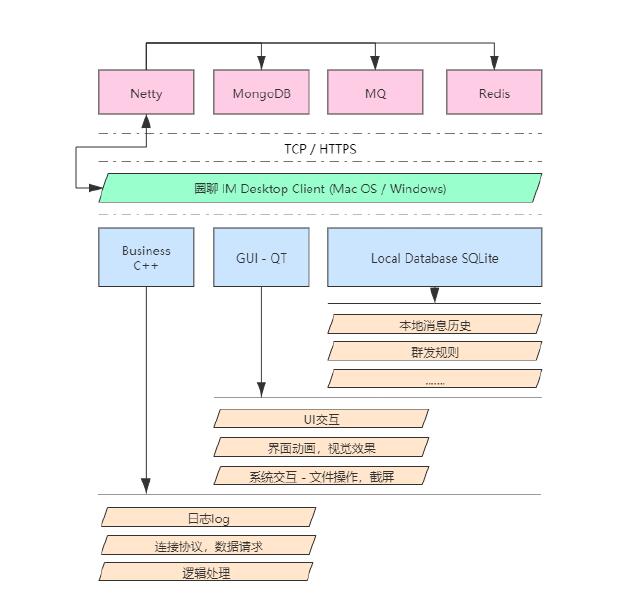 Netty
MongoDB
MQ
Redis
TCP / HTTPS
圈聊 IM Desktop Client (Mac OS / Windows)
Business
C++
GUI - QT
Local Database SQLite
本地消息历史
群发规则
.......
UI交互
界面动画，视觉效果
系统交互 - 文件操作，截屏
日志log
连接协议，数据请求
逻辑处理